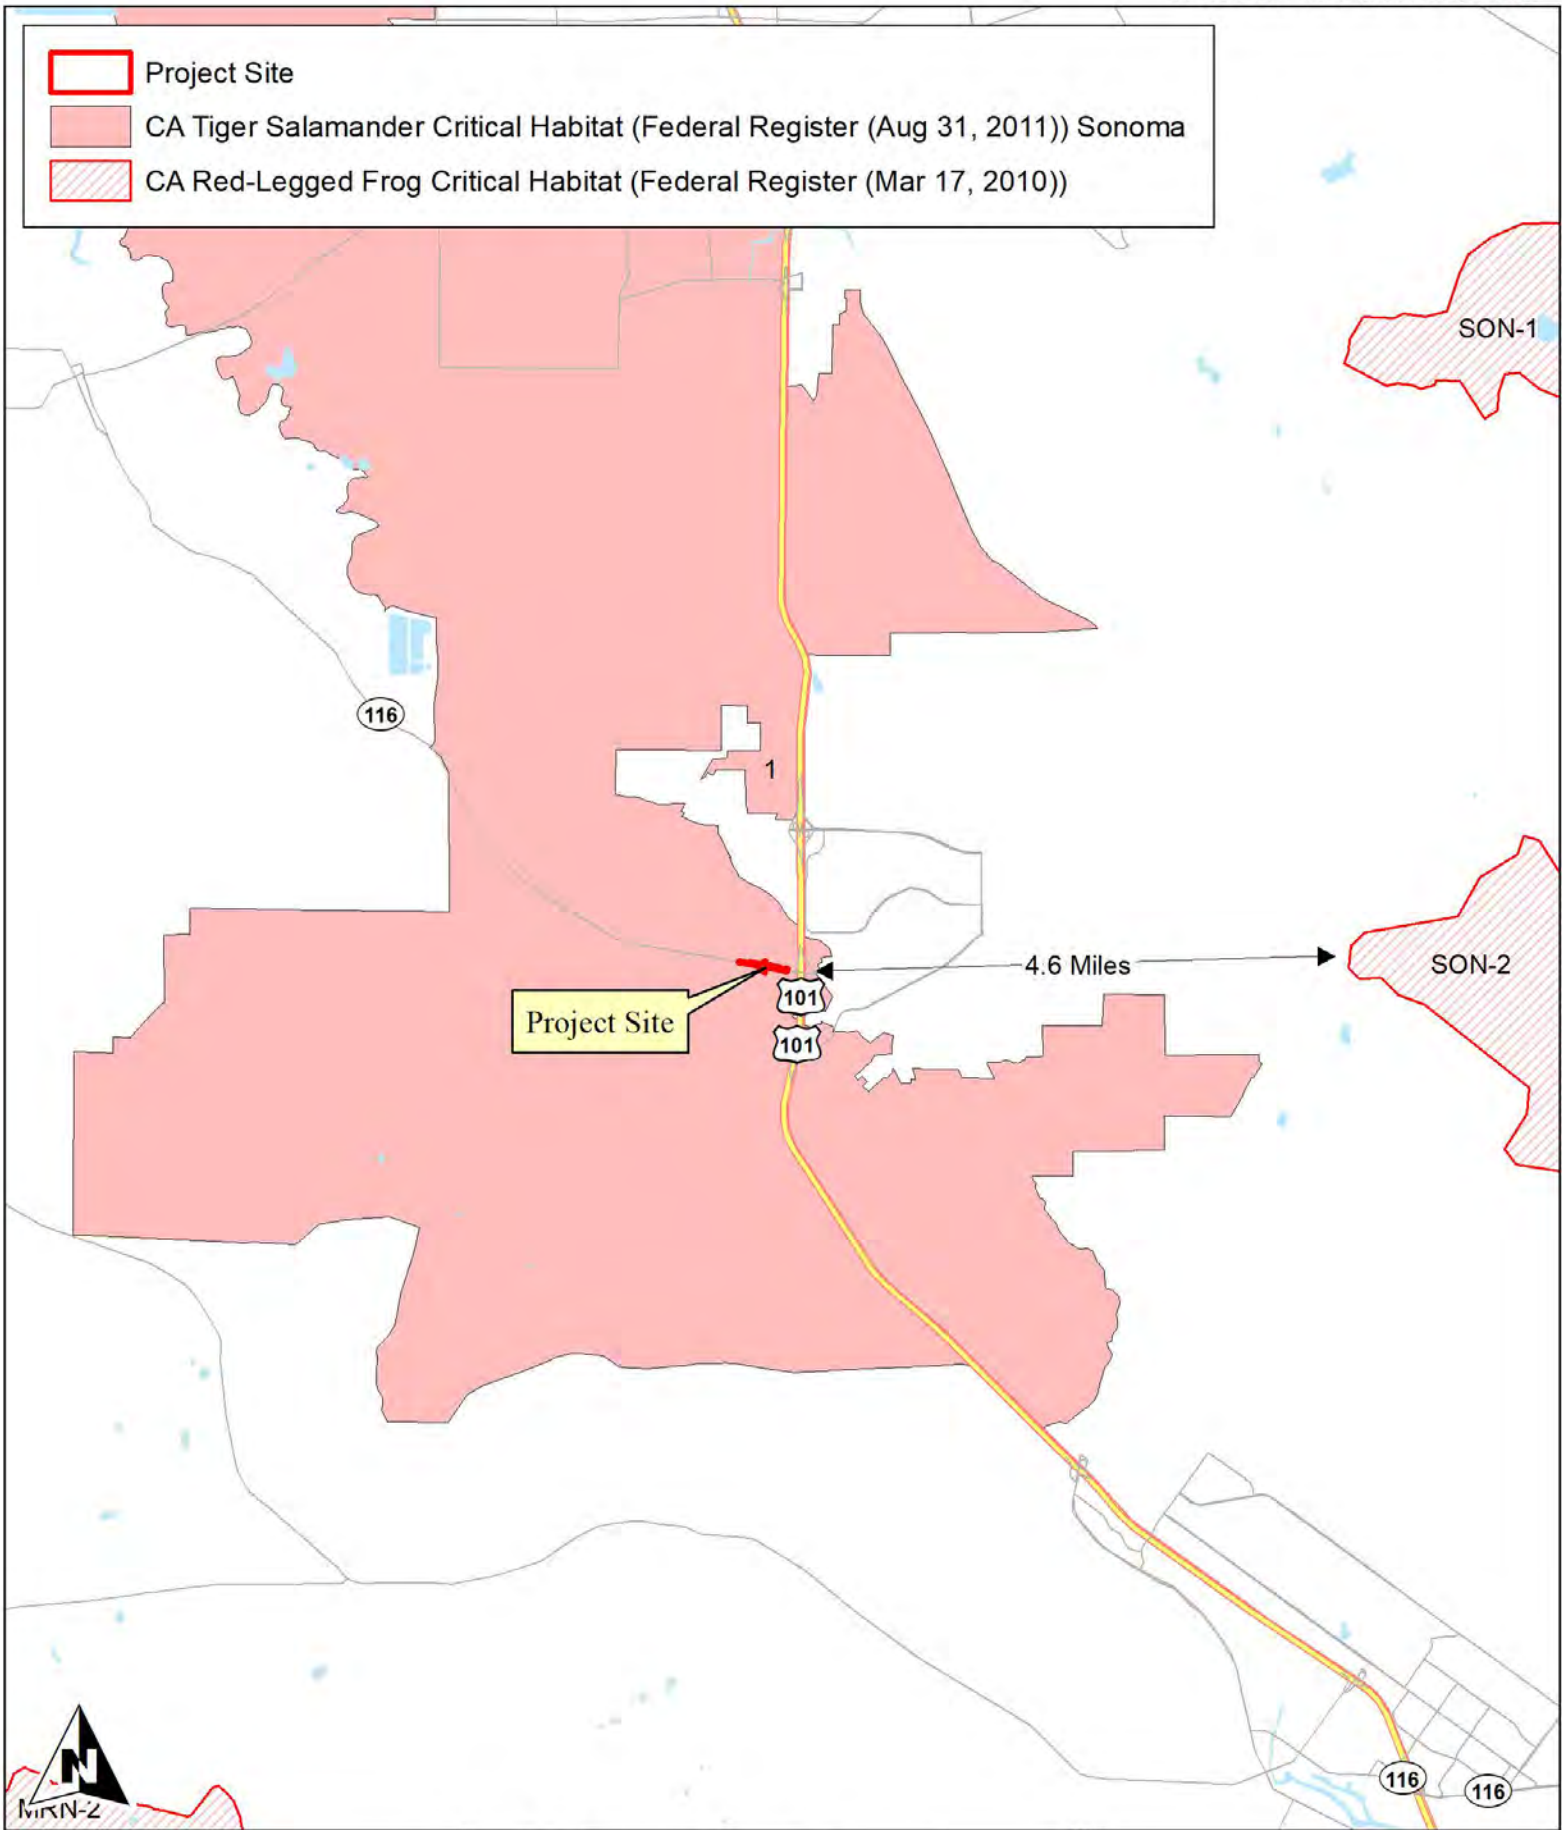 Project Site
CA Tiger Salamander Critical Habitat (Federal Register (Aug 31, 2011)) Sonoma
CA Red-Legged Frog Critical Habitat (Federal Register (Mar 17, 2010))
SON-1
116
1
4.6 Miles
SON-2
Project Site
101
101
N
MRN-2
116
116